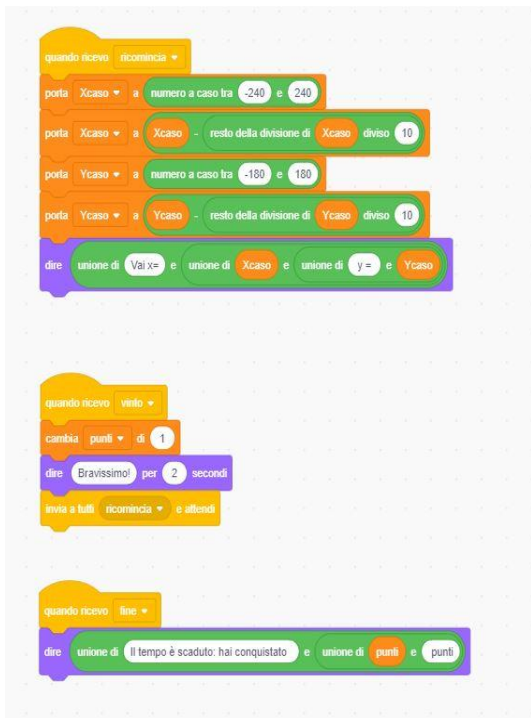 quando ricevo ricomincia
porta Xcaso a numero a caso tra -240 e 240
porta Xcaso a Xcaso - resto della divisione di Xcaso diviso 10
porta Ycaso a numero a caso tra -180 e 180
porta Ycaso a Ycaso - resto della divisione di Ycaso diviso 10
dire unione di Vai x= e unione di Xcaso e unione di y = e Ycaso
quando ricevo vinto
cambia punti di 1
dire Bravissimo! per 2 secondi
invia a tutti ricomincia e attendi
quando ricevo fine
dire unione di Il tempo è scaduto: hai conquistato e unione di punti e punti